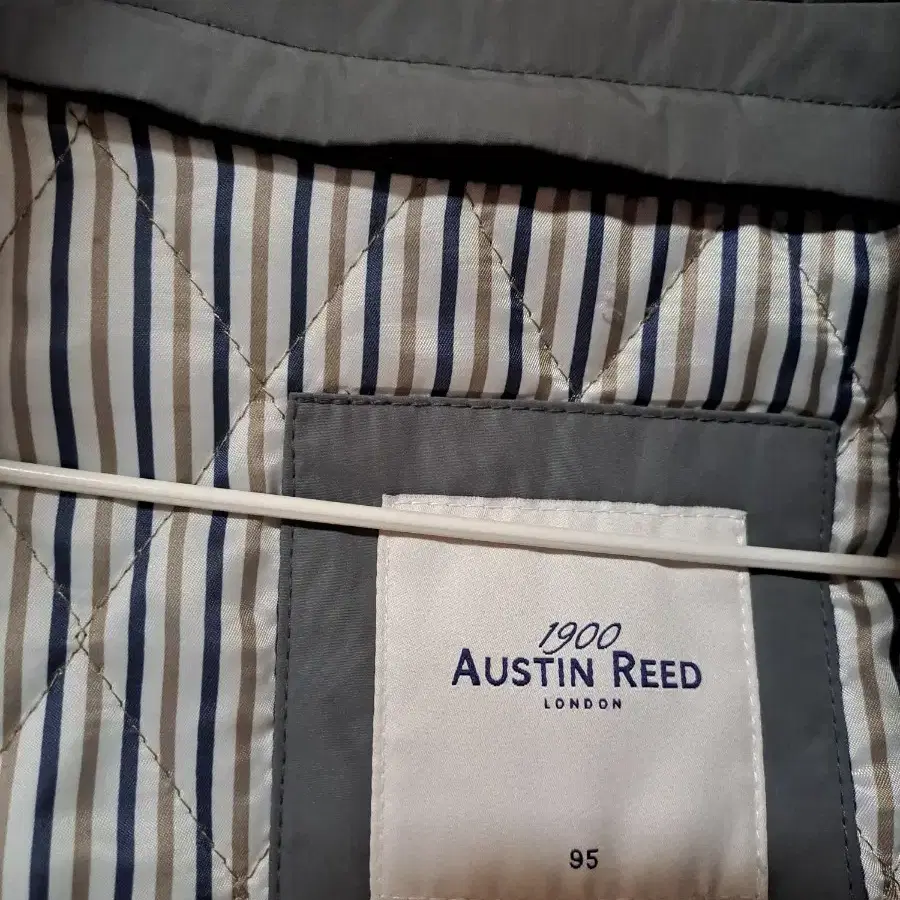 1900
AUSTIN REED
LONDON
95